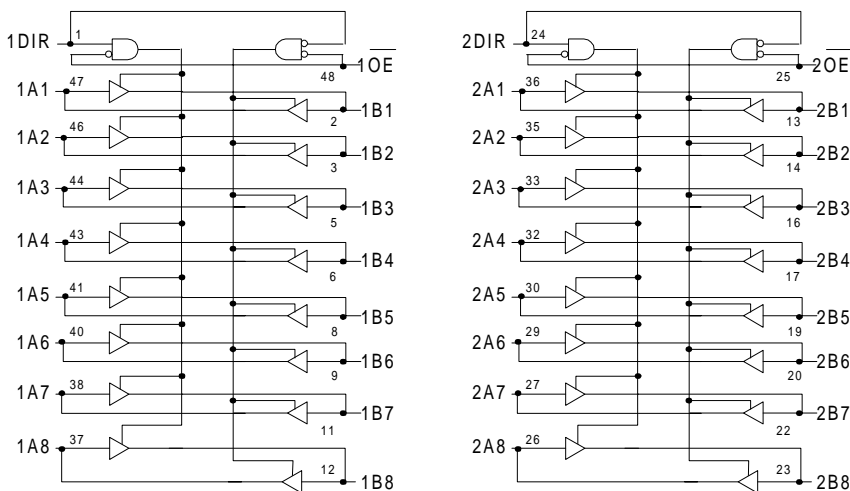 1DIR 1 2DIR 24
48 1OE 25 2OE
1A1 47 2A1 36
2 1B1 13 2B1
1A2 46 2A2 35
3 1B2 14 2B2
1A3 44 2A3 33
5 1B3 16 2B3
1A4 43 2A4 32
6 1B4 17 2B4
1A5 41 2A5 30
8 1B5 19 2B5
1A6 40 2A6 29
9 1B6 20 2B6
1A7 38 2A7 27
11 1B7 22 2B7
1A8 37 2A8 26
12 1B8 23 2B8